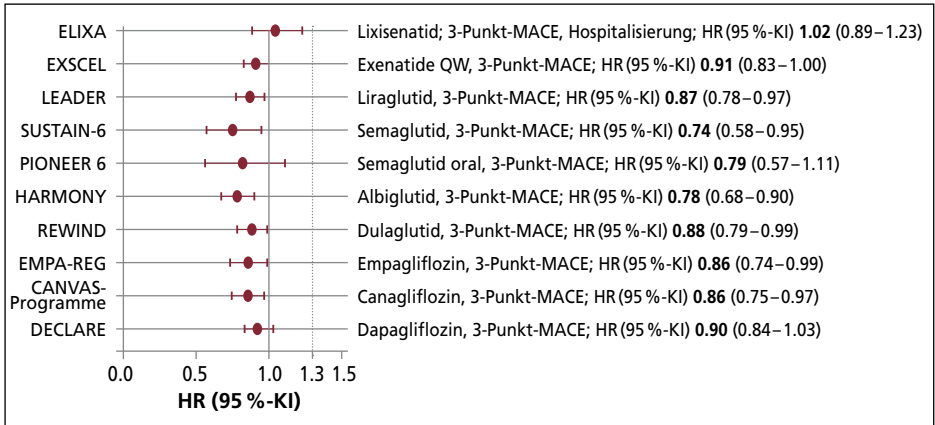 ELIXA Lixisenatid; 3-Punkt-MACE, Hospitalisierung; HR (95 %-KI) 1.02 (0.89–1.23)
EXSCEL Exenatide QW, 3-Punkt-MACE; HR (95 %-KI) 0.91 (0.83–1.00)
LEADER Liraglutid, 3-Punkt-MACE; HR (95 %-KI) 0.87 (0.78–0.97)
SUSTAIN-6 Semaglutid, 3-Punkt-MACE; HR (95 %-KI) 0.74 (0.58–0.95)
PIONEER 6 Semaglutid oral, 3-Punkt-MACE; HR (95 %-KI) 0.79 (0.57–1.11)
HARMONY Albiglutid, 3-Punkt-MACE; HR (95 %-KI) 0.78 (0.68–0.90)
REWIND Dulaglutid, 3-Punkt-MACE; HR (95 %-KI) 0.88 (0.79–0.99)
EMPA-REG Empagliflozin, 3-Punkt-MACE; HR (95 %-KI) 0.86 (0.74–0.99)
CANVAS-
Programme Canagliflozin, 3-Punkt-MACE; HR (95 %-KI) 0.86 (0.75–0.97)
DECLARE Dapagliflozin, 3-Punkt-MACE; HR (95 %-KI) 0.90 (0.84–1.03)
0.0 0.5 1.0 1.3 1.5
HR (95 %-KI)